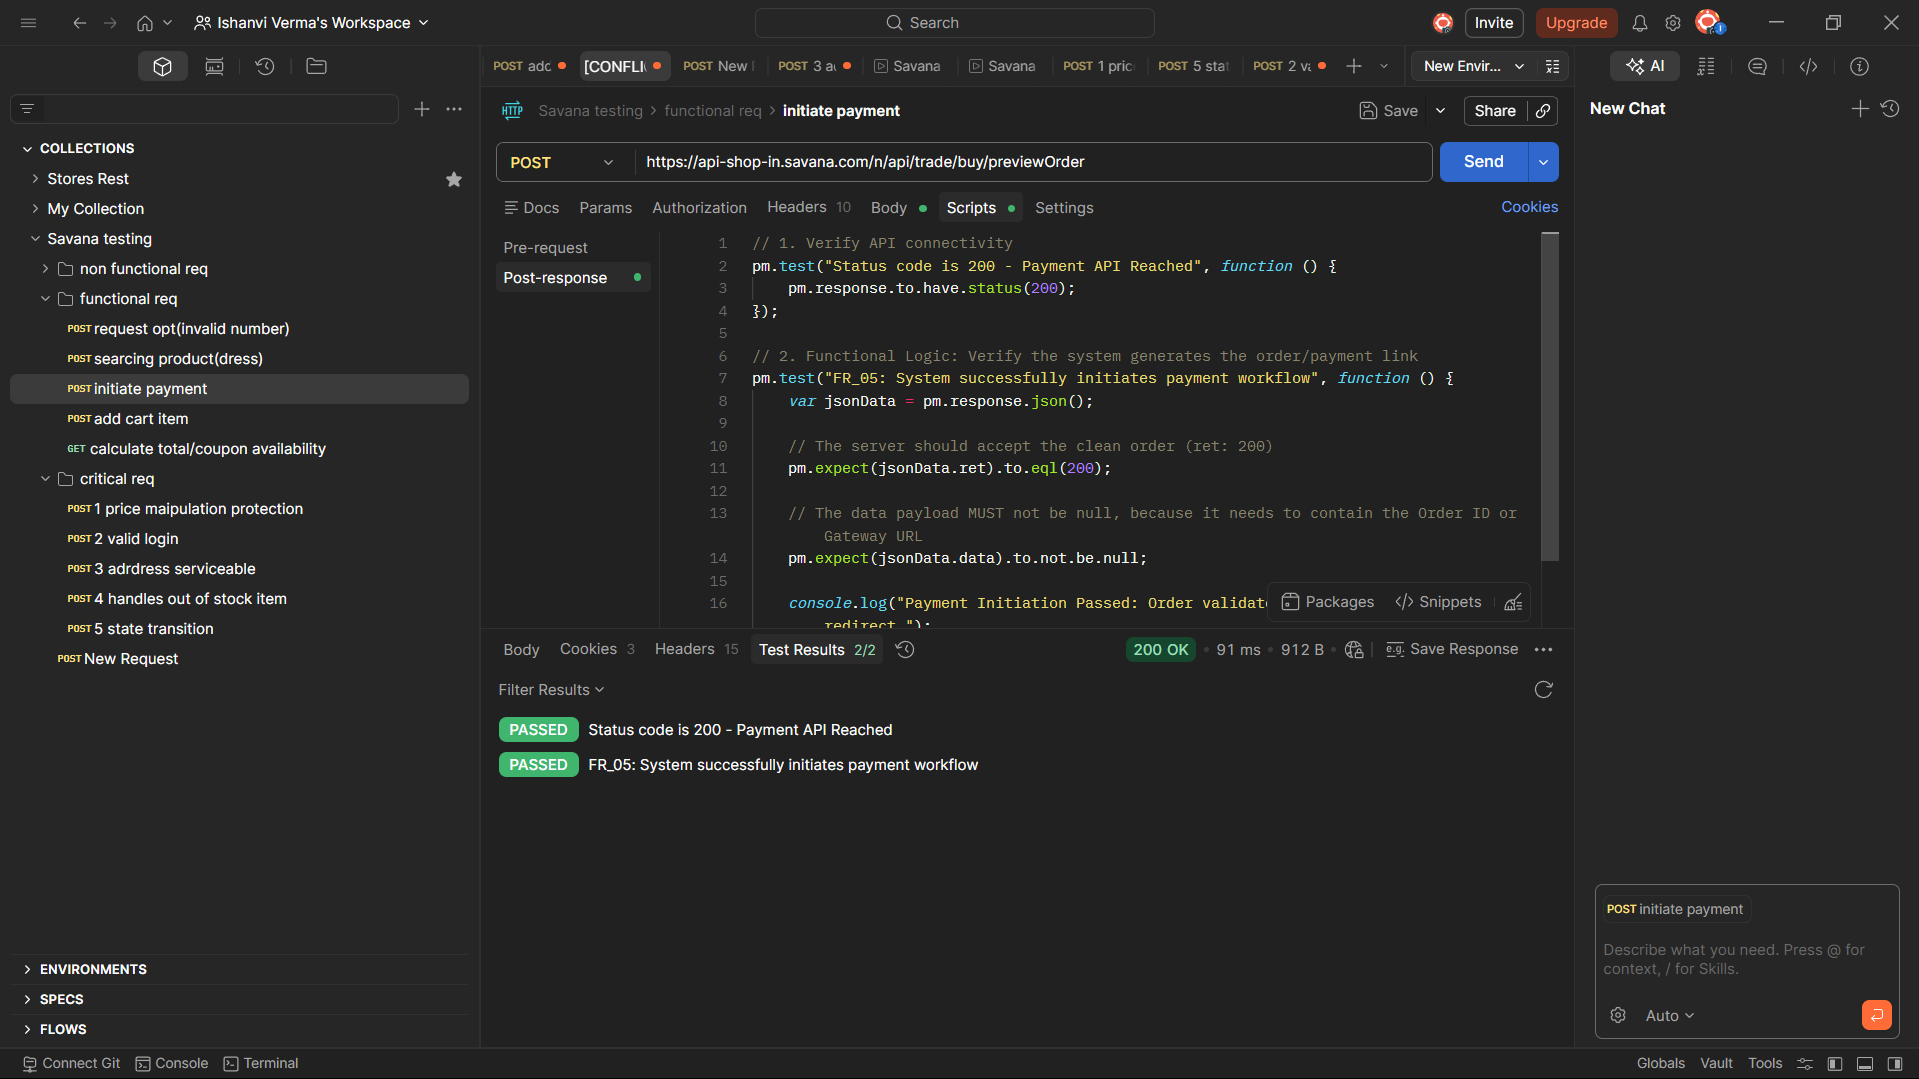 Ishanvi Verma's Workspace
Search
Invite
Upgrade
POST add
[CONFLI
POST New
POST 3 a
Savana
Savana
POST 1 pric
POST 5 stat
POST 2 va
New Envir...
AI
COLLECTIONS
Stores Rest
My Collection
Savana testing
non functional req
functional req
POST request opt(invalid number)
POST searcing product(dress)
POST initiate payment
POST add cart item
GET calculate total/coupon availability
critical req
POST 1 price maipulation protection
POST 2 valid login
POST 3 adrdress serviceable
POST 4 handles out of stock item
POST 5 state transition
POST New Request
ENVIRONMENTS
SPECS
FLOWS
HTTP Savana testing > functional req > initiate payment
Save
Share
POST https://api-shop-in.savana.com/n/api/trade/buy/previewOrder
Send
Docs Params Authorization Headers 10 Body Scripts Settings
Cookies
Pre-request
Post-response
1 // 1. Verify API connectivity
2 pm.test("Status code is 200 - Payment API Reached", function () {
3 pm.response.to.have.status(200);
4 });
5
6 // 2. Functional Logic: Verify the system generates the order/payment link
7 pm.test("FR_05: System successfully initiates payment workflow", function () {
8 var jsonData = pm.response.json();
9
10 // The server should accept the clean order (ret: 200)
11 pm.expect(jsonData.ret).to.eql(200);
12
13 // The data payload MUST not be null, because it needs to contain the Order ID or
Gateway URL
14 pm.expect(jsonData.data).to.not.be.null;
15
16 console.log("Payment Initiation Passed: Order validat
redirect.");
Packages
Snippets
Body Cookies 3 Headers 15 Test Results 2/2
200 OK • 91 ms • 912 B
e.g. Save Response
Filter Results
PASSED Status code is 200 - Payment API Reached
PASSED FR_05: System successfully initiates payment workflow
New Chat
POST initiate payment
Describe what you need. Press @ for
context, / for Skills.
Auto
Connect Git
Console
Terminal
Globals
Vault
Tools